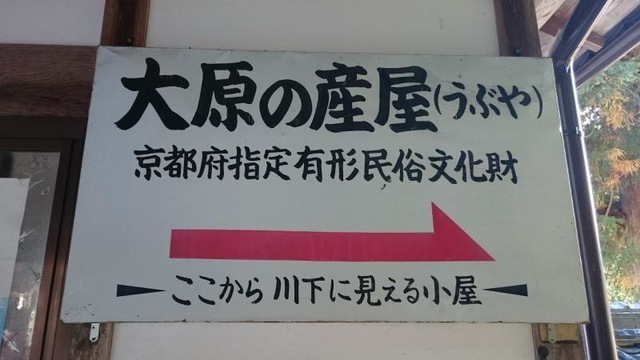 大原の産屋(うぶや)
京都府指定有形民俗文化財
ここから川下に見える小屋